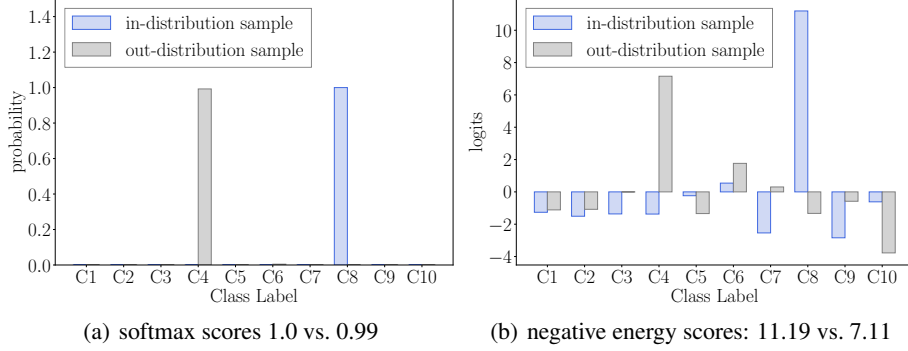 in-distribution sample
out-distribution sample
probability
1.4
1.2
1.0
0.8
0.6
0.4
0.2
0.0
C1 C2 C3 C4 C5 C6 C7 C8 C9 C10
Class Label
(a) softmax scores 1.0 vs. 0.99
in-distribution sample
out-distribution sample
logits
10
8
6
4
2
0
−2
−4
C1 C2 C3 C4 C5 C6 C7 C8 C9 C10
Class Label
(b) negative energy scores: 11.19 vs. 7.11